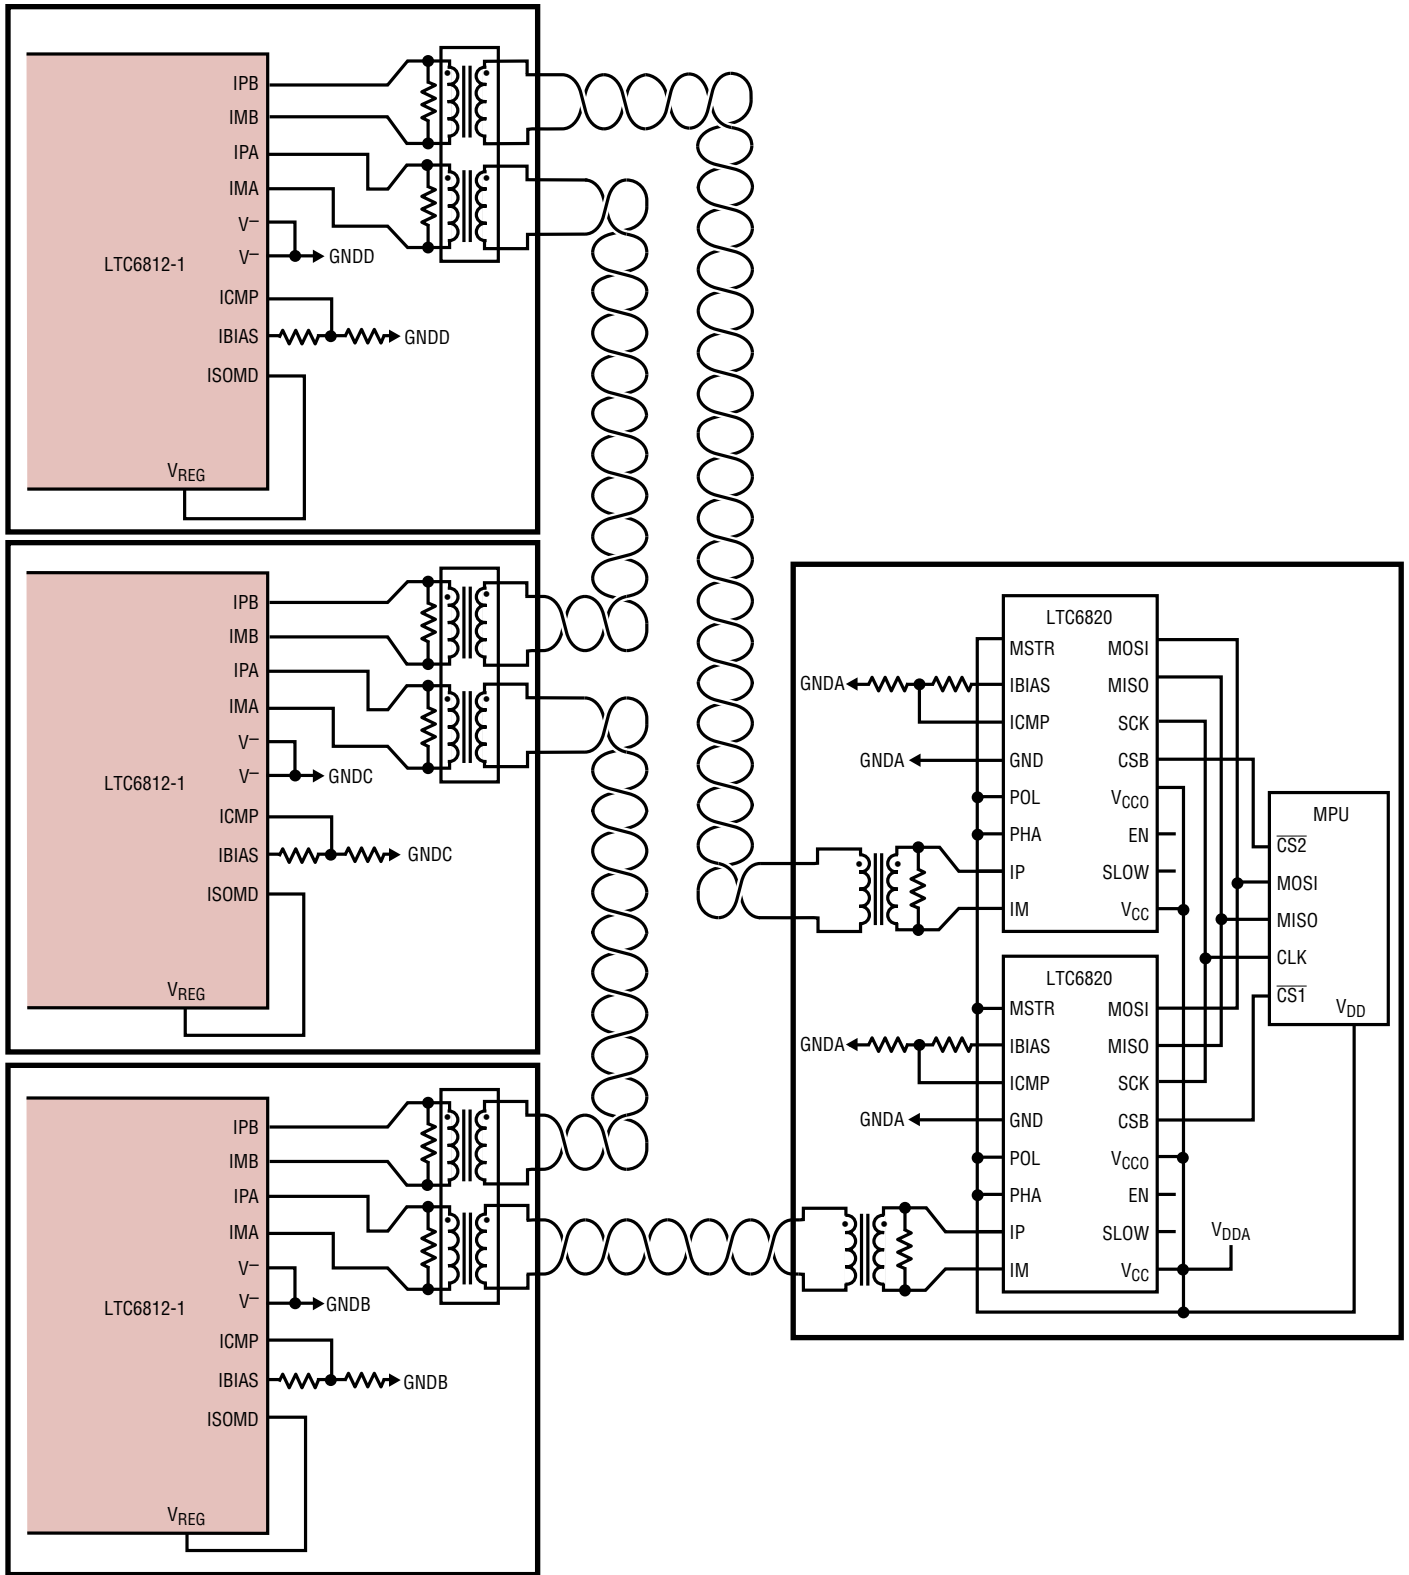 IPB
IMB
IPA
IMA
V–
V–
GNDD
LTC6812-1
ICMP
IBIAS
GNDD
ISOMD
VREG
IPB
IMB
IPA
IMA
V–
V–
GNDC
LTC6812-1
ICMP
IBIAS
GNDC
ISOMD
VREG
IPB
IMB
IPA
IMA
V–
V–
GNDB
LTC6812-1
ICMP
IBIAS
GNDB
ISOMD
VREG
LTC6820
MSTR MOSI
GNDA IBIAS MISO
ICMP SCK
GNDA GND CSB
POL VCCO
PHA EN
IP SLOW
IM VCC
LTC6820
MSTR MOSI
GNDA IBIAS MISO
ICMP SCK
GNDA GND CSB
POL VCCO
PHA EN
IP SLOW
IM VCC
VDDA
MPU
CS2
MOSI
MISO
CLK
CS1
VDD